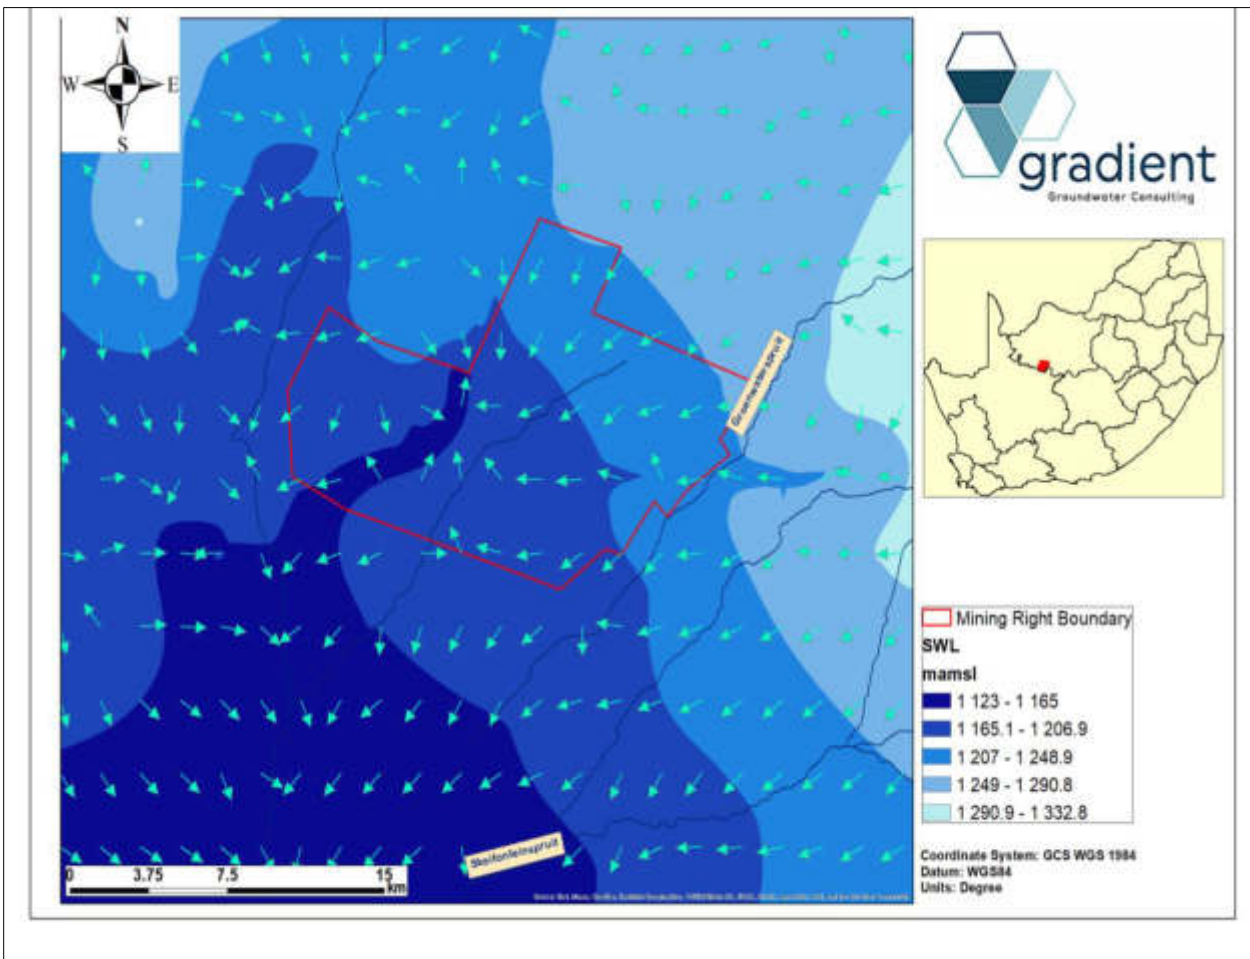 N
W E
S
gradient
Groundwater Consulting
Groenwaterspruit
Mining Right Boundary
SWL
mamsl
1 123 - 1 165
1 165.1 - 1 206.9
1 207 - 1 248.9
1 249 - 1 290.8
1 290.9 - 1 332.8
Skeifonteinspruit
0 3.75 7.5 15
km
Coordinate System: GCS WGS 1984
Datum: WGS84
Units: Degree